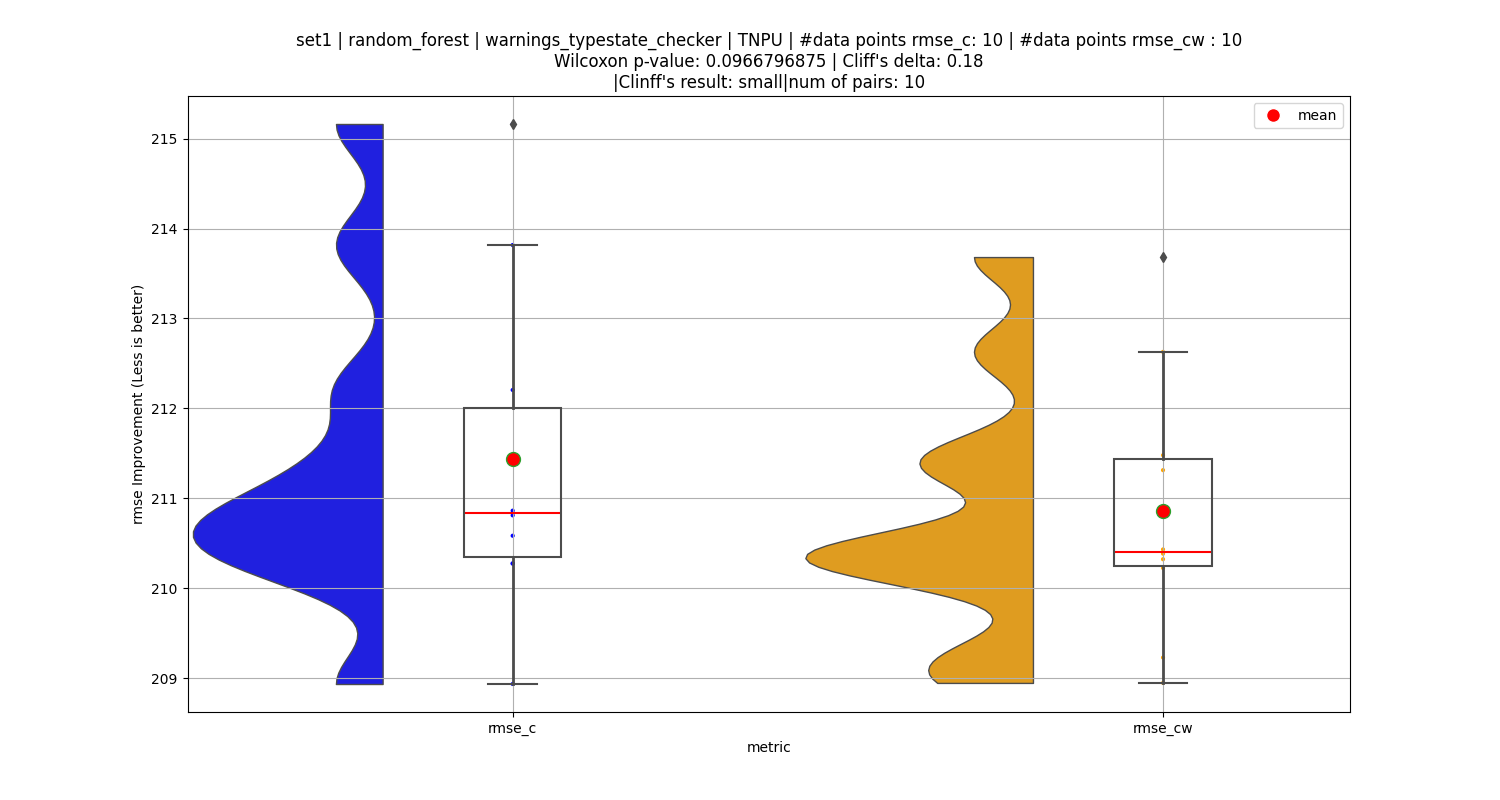 set1 | random_forest | warnings_typestate_checker | TNPU | #data points rmse_c: 10 | #data points rmse_cw : 10
Wilcoxon p-value: 0.0966796875 | Cliff's delta: 0.18
|Clinff's result: small|num of pairs: 10
mean
rmse Improvement (Less is better)
215
214
213
212
211
210
209
rmse_c
rmse_cw
metric